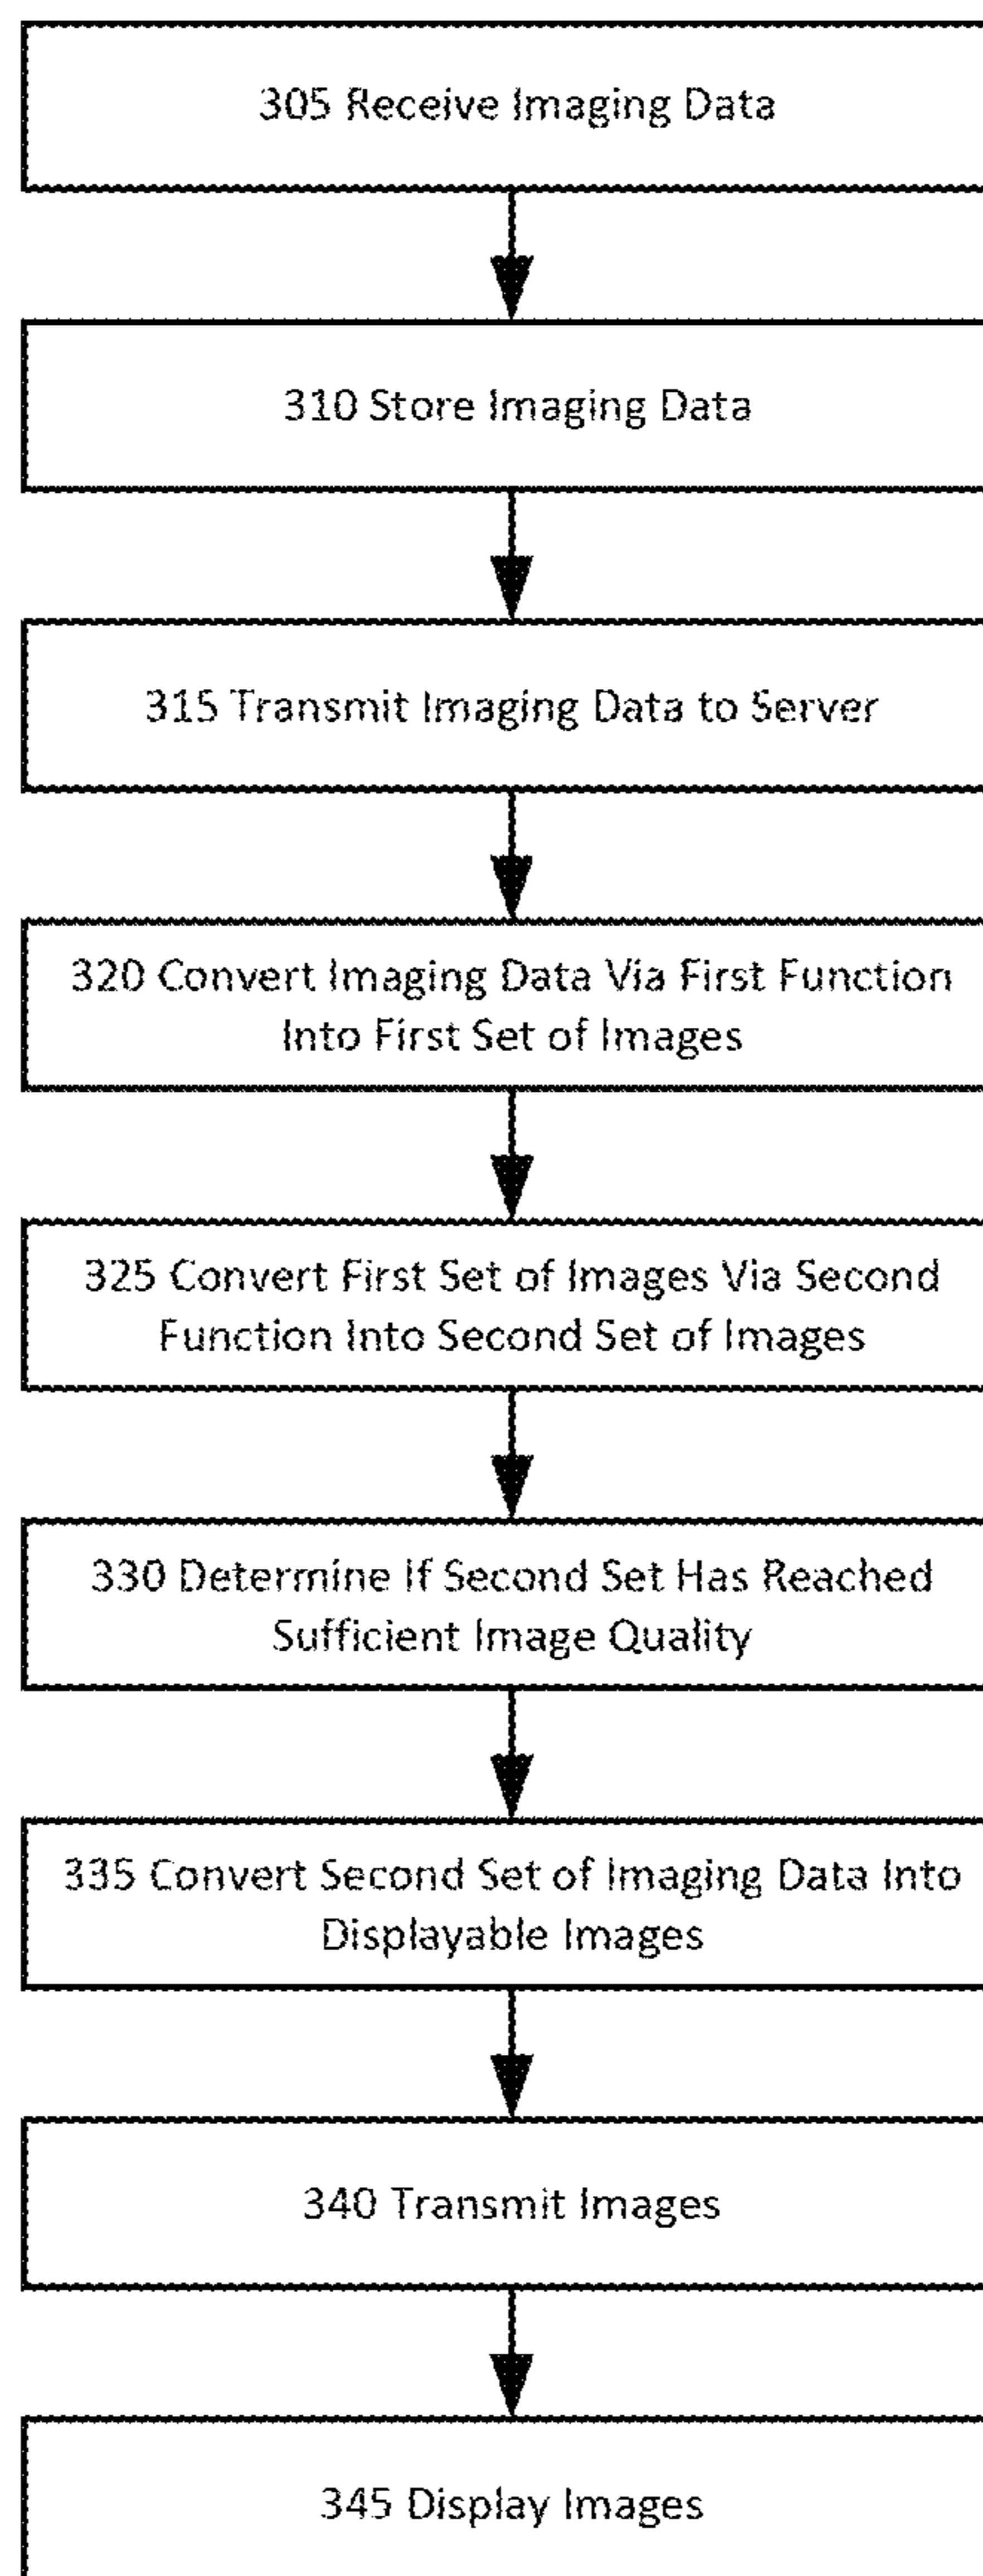 305 Receive Imaging Data
310 Store Imaging Data
315 Transmit Imaging Data to Server
320 Convert Imaging Data Via First Function
Into First Set of Images
325 Convert First Set of Images Via Second
Function Into Second Set of Images
330 Determine If Second Set Has Reached
Sufficient Image Quality
335 Convert Second Set of Imaging Data Into
Displayable Images
340 Transmit Images
345 Display Images